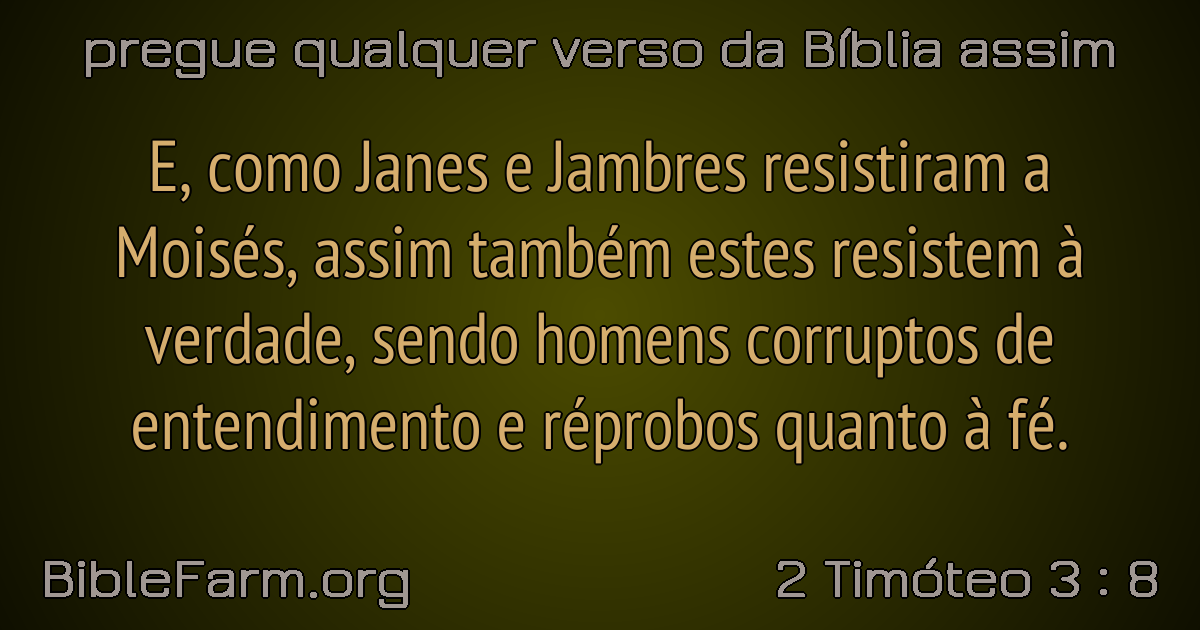 pregue qualquer verso da Bíblia assim
E, como Janes e Jambres resistiram a
Moisés, assim também estes resistem à
verdade, sendo homens corruptos de
entendimento e réprobos quanto à fé.
BibleFarm.org
2 Timóteo 3 : 8